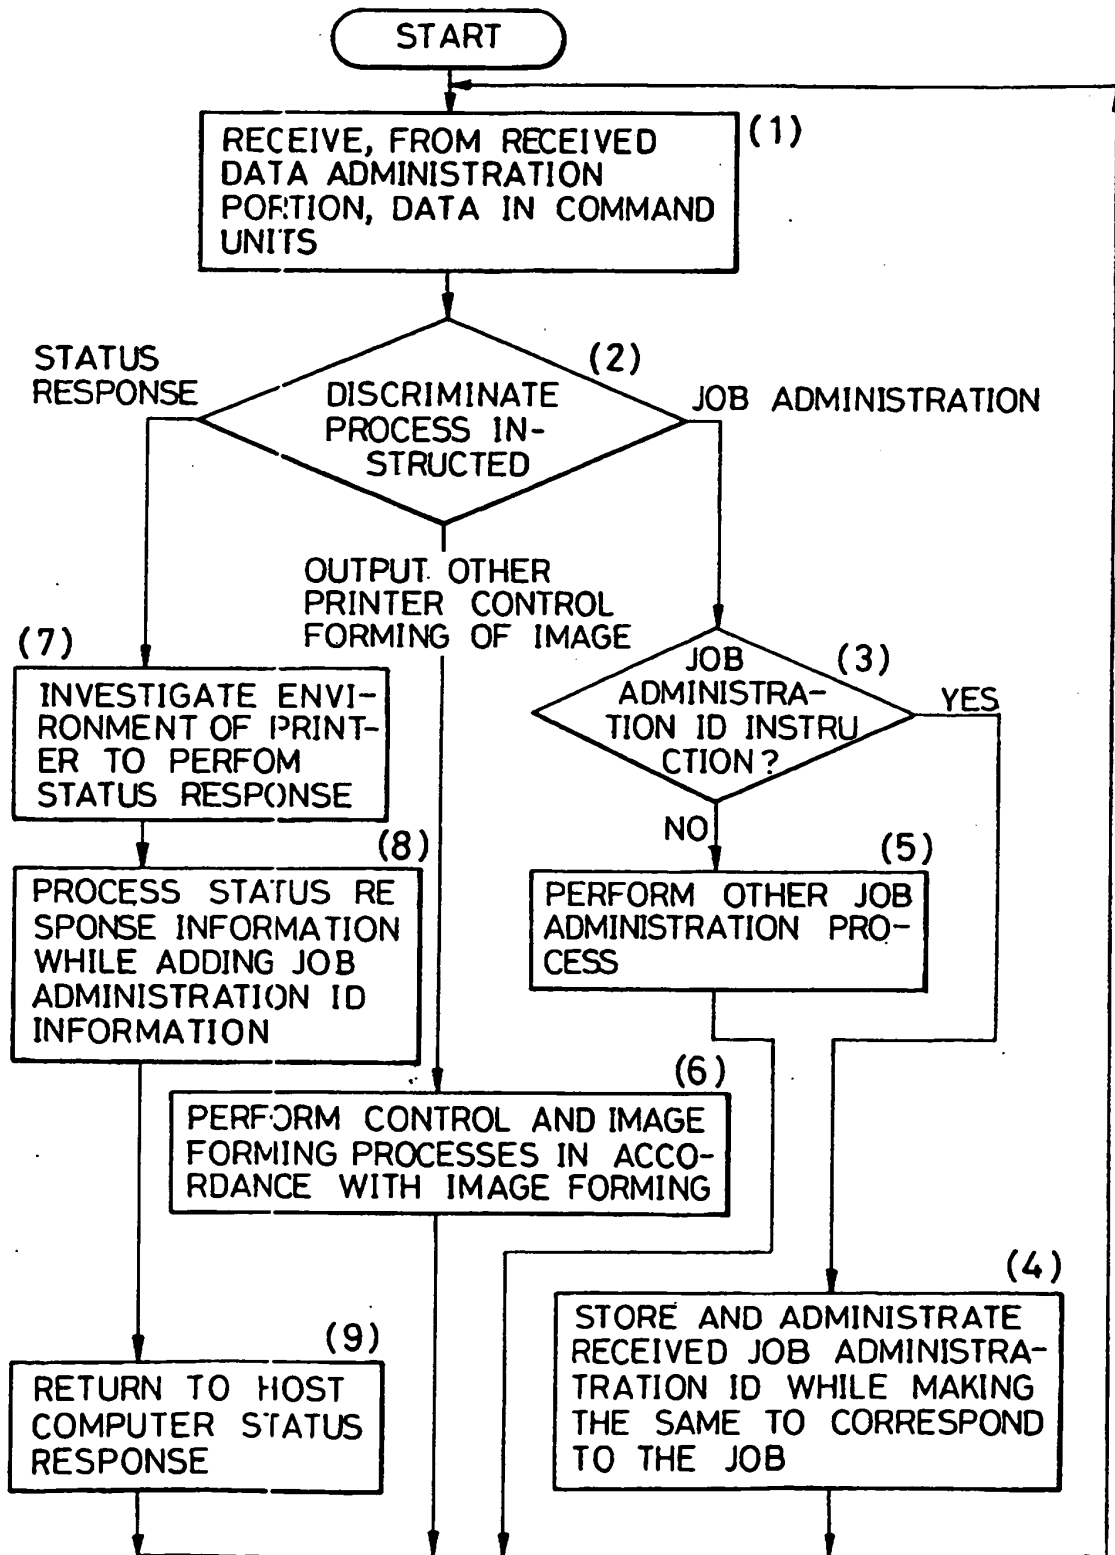 START
(1)
RECEIVE, FROM RECEIVED
DATA ADMINISTRATION
PORTION, DATA IN COMMAND
UNITS
STATUS
RESPONSE
(2)
DISCRIMINATE
PROCESS IN-
STRUCTED
JOB ADMINISTRATION
OUTPUT OTHER
PRINTER CONTROL
FORMING OF IMAGE
(7)
INVESTIGATE ENVI-
RONMENT OF PRINT-
ER TO PERFOM
STATUS RESPONSE
(3)
JOB
ADMINISTRA-
TION ID INSTRU
CTION?
YES
NO
(8)
PROCESS STATUS RE
SPONSE INFORMATION
WHILE ADDING JOB
ADMINISTRATION ID
INFORMATION
(5)
PERFORM OTHER JOB
ADMINISTRATION PRO-
CESS
(6)
PERFORM CONTROL AND IMAGE
FORMING PROCESSES IN ACCO-
RDANCE WITH IMAGE FORMING
(4)
STORE AND ADMINISTRATE
RECEIVED JOB ADMINISTRA-
TRATION ID WHILE MAKING
THE SAME TO CORRESPOND
TO THE JOB
(9)
RETURN TO HOST
COMPUTER STATUS
RESPONSE